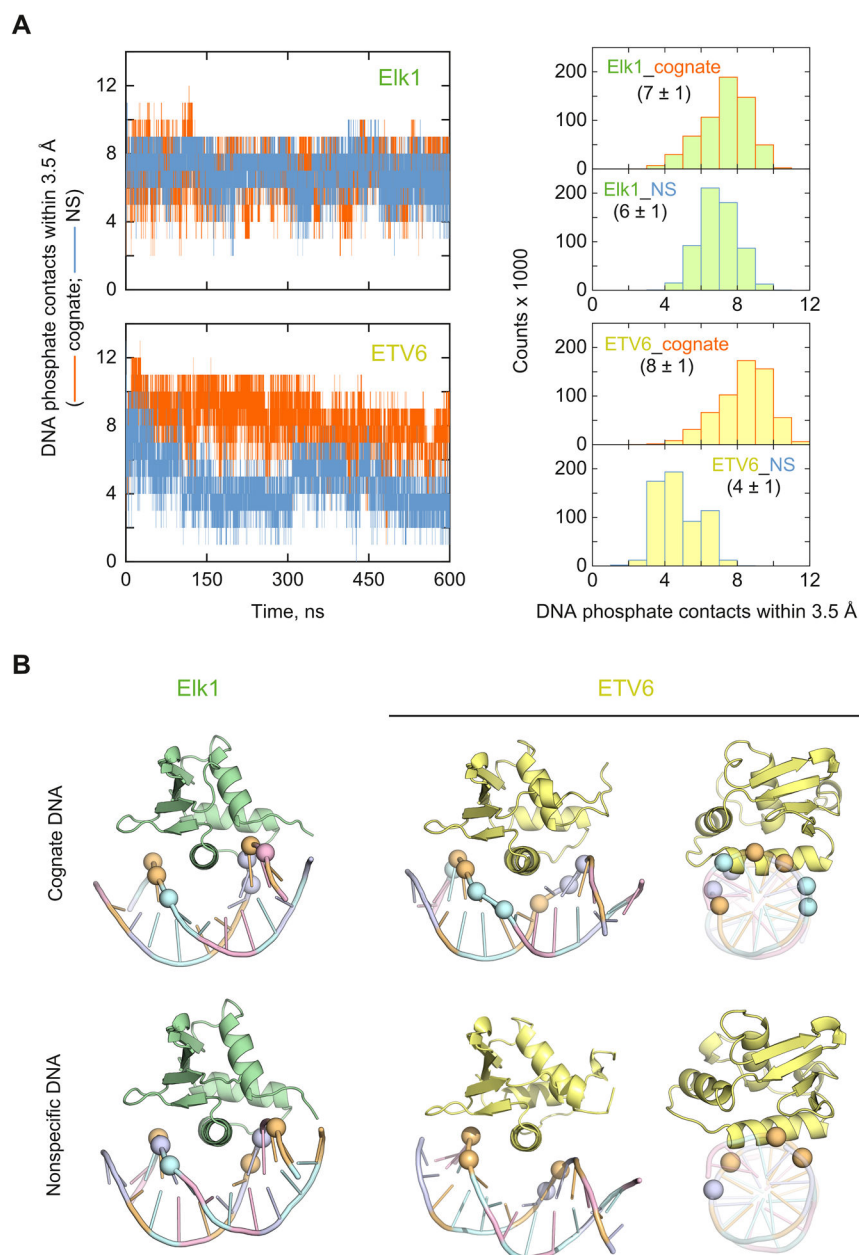 A
Elk1
14
12
8
4
0
ETV6
12
8
4
0
0
150
300
450
600
Time, ns
DNA phosphate contacts within 3.5 Å
( cognate; NS)
Elk1_cognate
(7 ± 1)
200
100
0
Elk1_NS
(6 ± 1)
200
100
0
0
4
8
12
ETV6_cognate
(8 ± 1)
200
100
0
ETV6_NS
(4 ± 1)
200
100
0
0
4
8
12
Counts x 1000
DNA phosphate contacts within 3.5 Å
B
Elk1
ETV6
Cognate DNA
Nonspecific DNA